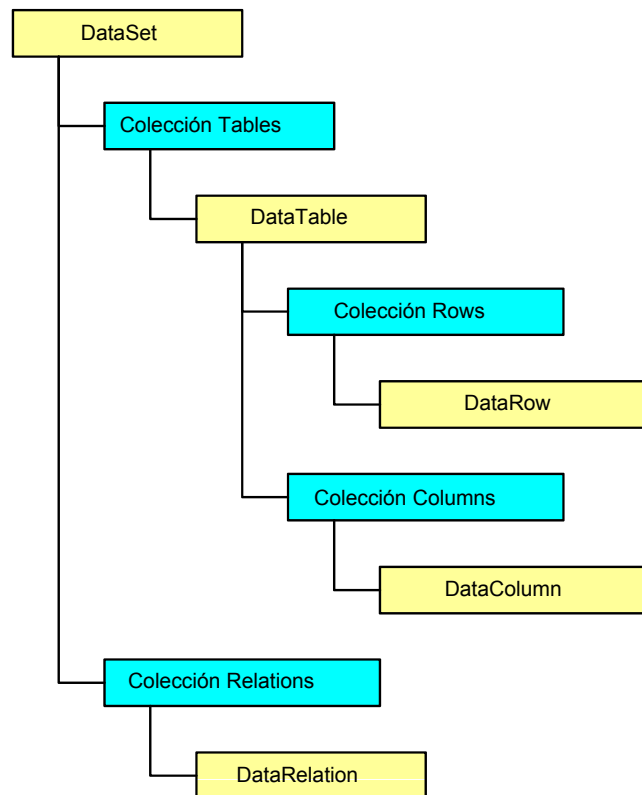 DataSet
Colección Tables
DataTable
Colección Rows
DataRow
Colección Columns
DataColumn
Colección Relations
DataRelation